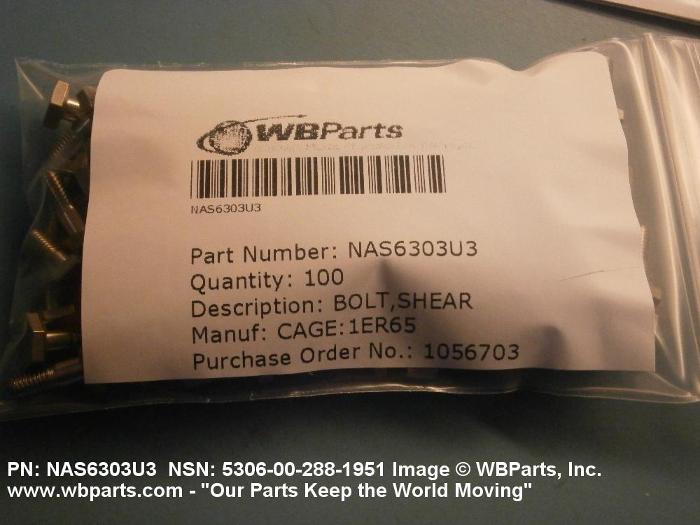 WBParts
NAS6303U3
Part Number: NAS6303U3
Quantity: 100
Description: BOLT,SHEAR
Manuf: CAGE:1ER65
Purchase Order No.: 1056703
PN: NAS6303U3 NSN: 5306-00-288-1951 Image © WBParts, Inc.
www.wbparts.com - "Our Parts Keep the World Moving"